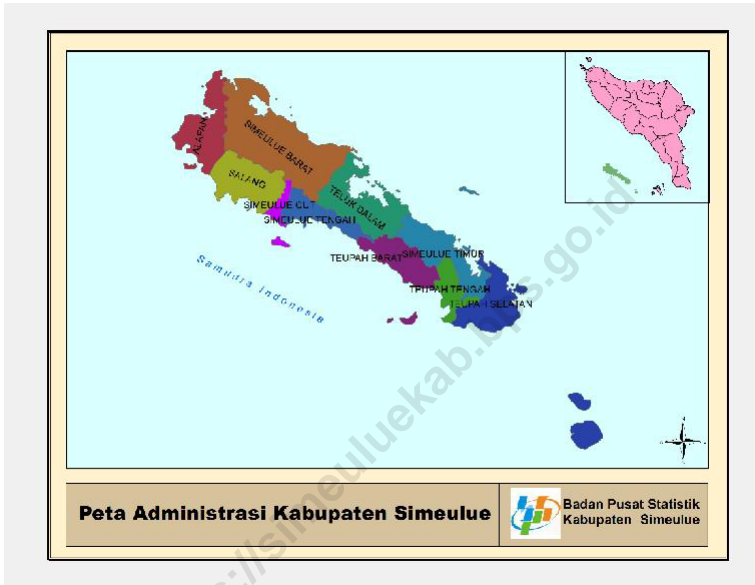 ALAFAN
SIMEULUE BARAT
SALANG
TELUK DALAM
SIMEULUE CUT
SIMEULUE TENGAH
TEUPAH BARAT
SIMEULUE TIMUR
TEUPAH TENGAH
TEUPAH SELATAN
Samudra Indonesia
Peta Administrasi Kabupaten Simeulue
Badan Pusat Statistik
Kabupaten Simeulue
://simeuluekab.bps.go.id